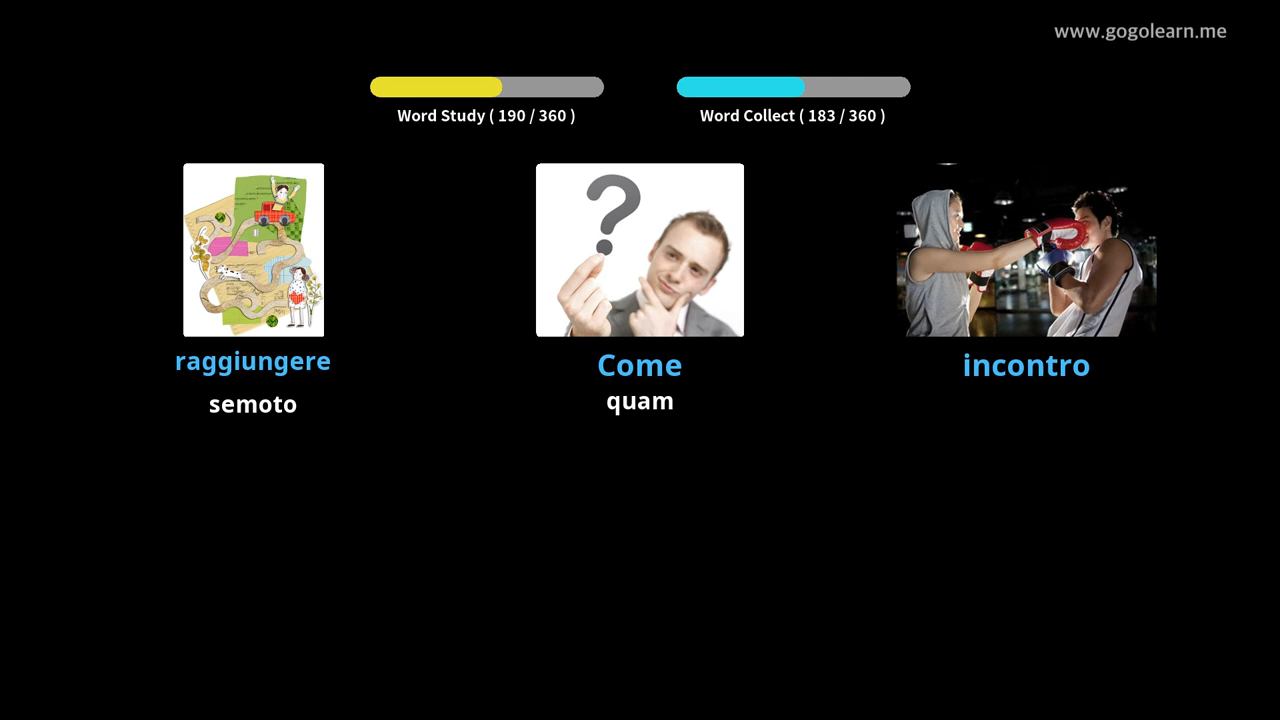 www.gogolearn.me
Word Study ( 190 / 360 )
Word Collect ( 183 / 360 )
raggiungere
semoto
Come
quam
incontro